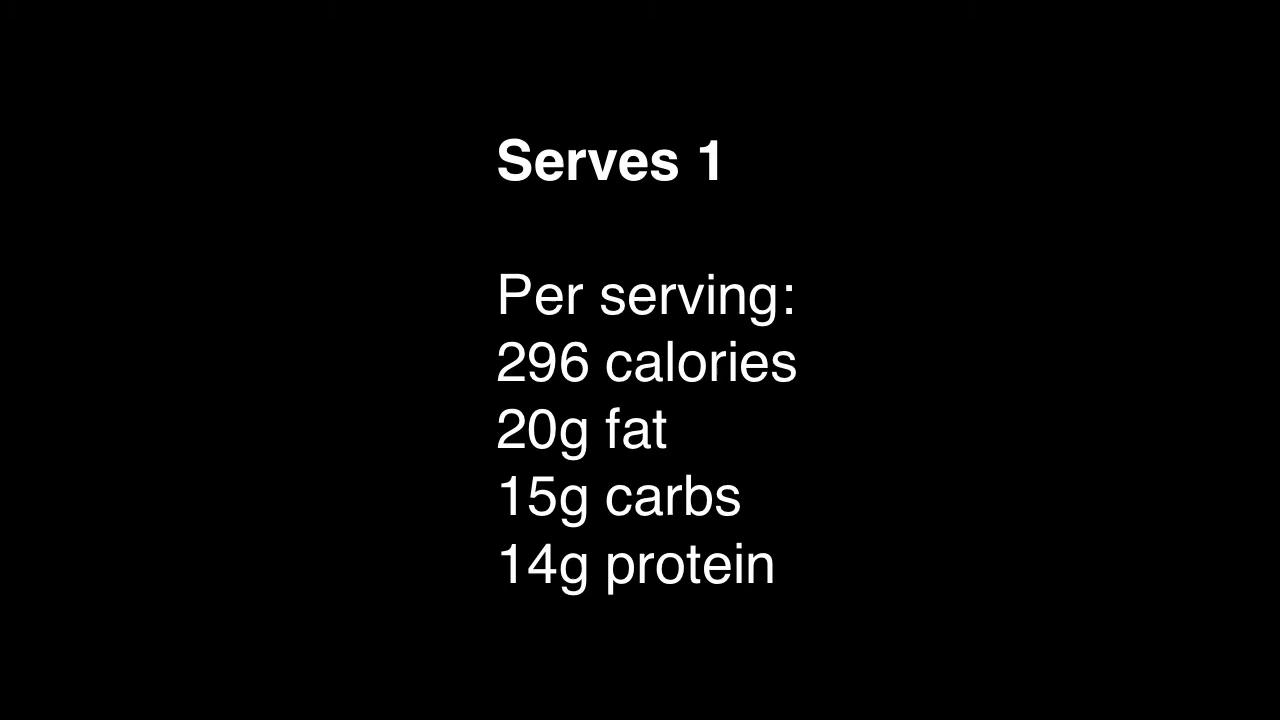 Serves 1
Per serving:
296 calories
20g fat
15g carbs
14g protein